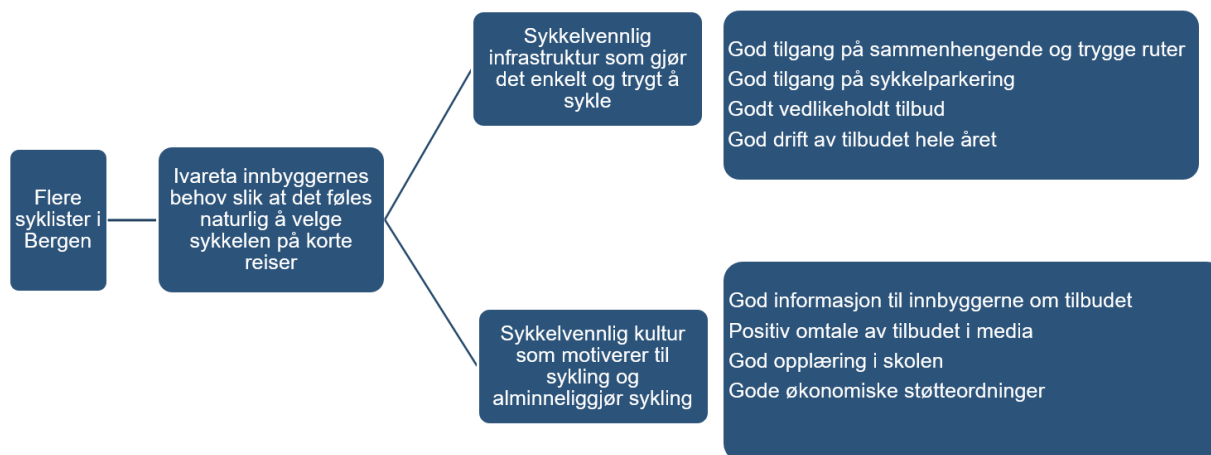 Flere
syklister i
Bergen
Ivareta innbyggernes
behov slik at det føles
naturlig å velge
sykkelen på korte
reiser
Sykkelvennlig
infrastruktur som gjør
det enkelt og trygt å
sykle
God tilgang på sammenhengende og trygge ruter
God tilgang på sykkelparkering
Godt vedlikeholdt tilbud
God drift av tilbudet hele året
Sykkelvennlig kultur
som motiverer til
sykling og
alminneliggjør sykling
God informasjon til innbyggerne om tilbudet
Positiv omtale av tilbudet i media
God opplæring i skolen
Gode økonomiske støtteordninger